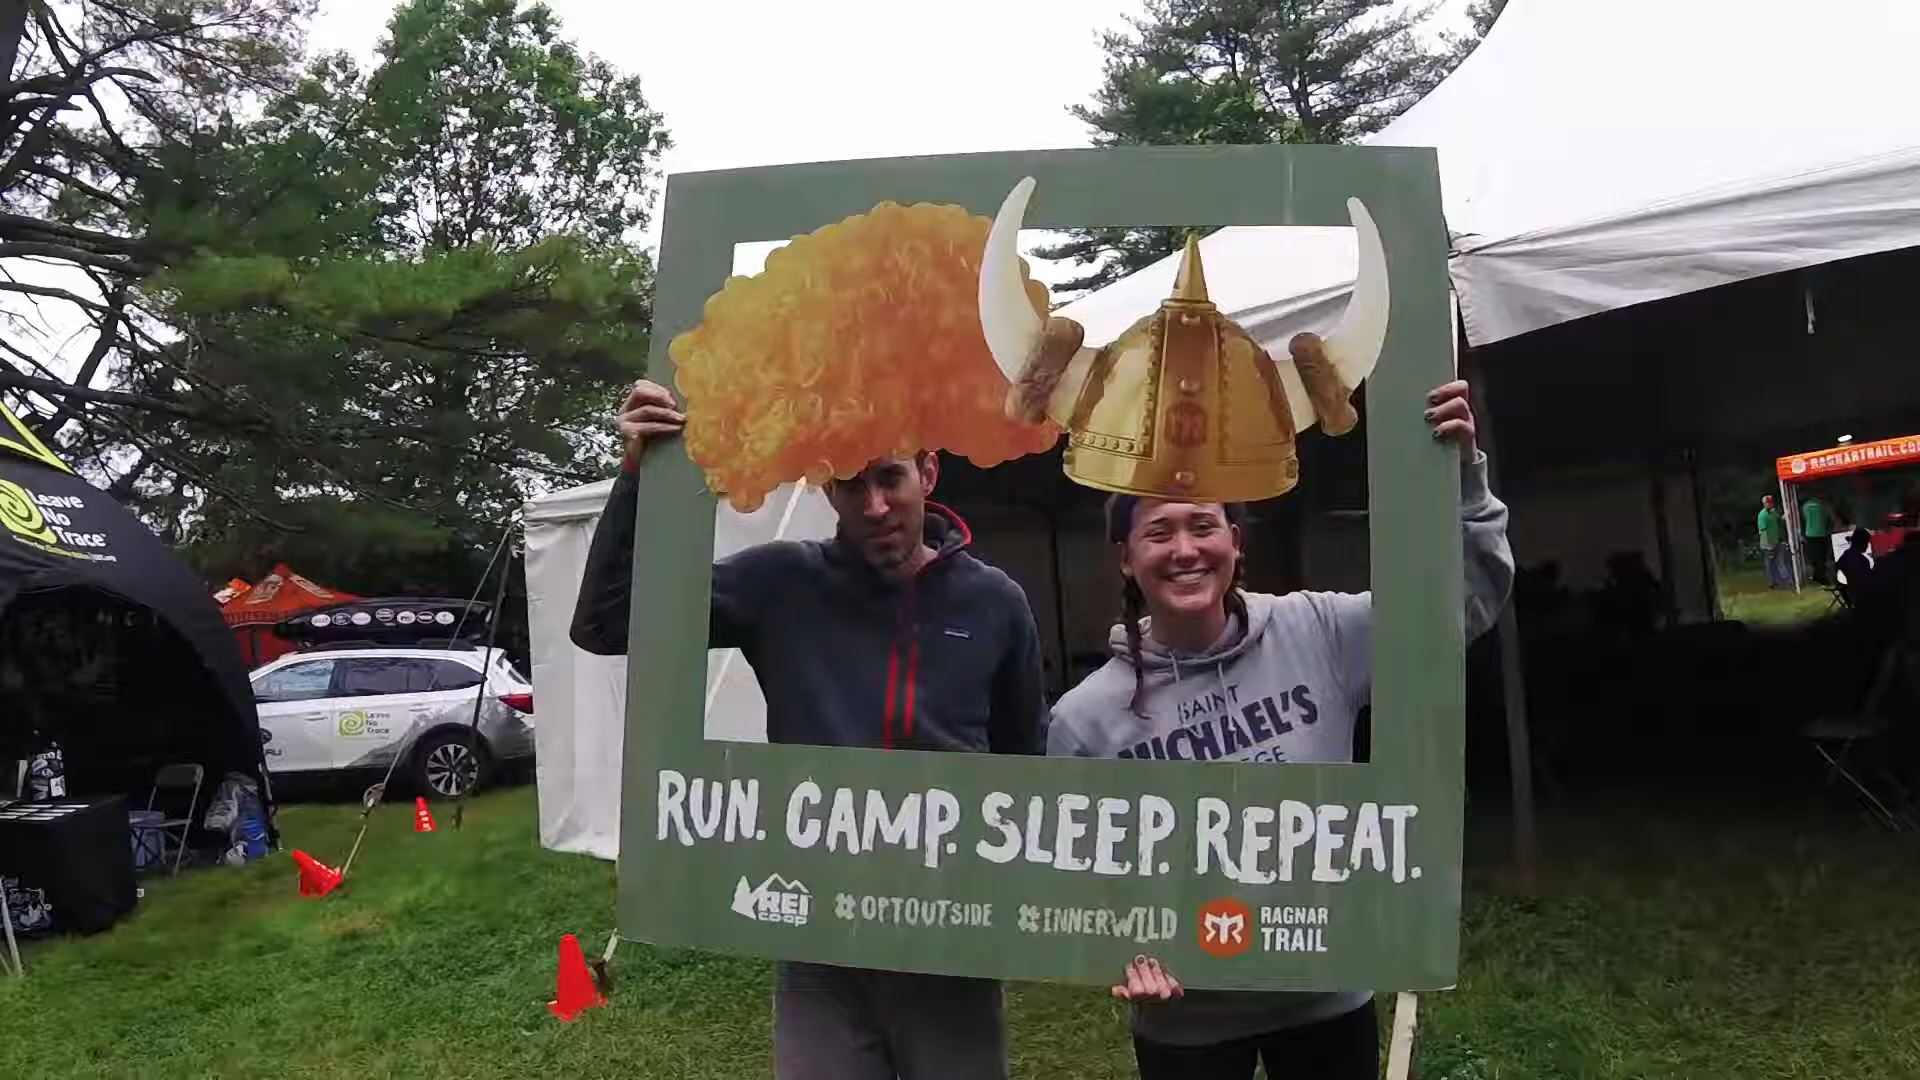 Leave
No
Trace
RAGNARTRAIL.CO
Leave
No
Trace
SAINT
MICHAEL'S
EGE
RUN. CAMP. SLEEP. REPEAT.
REI
CO·OP
#OPTOUTSIDE
#INNERWILD
RAGNAR
TRAIL